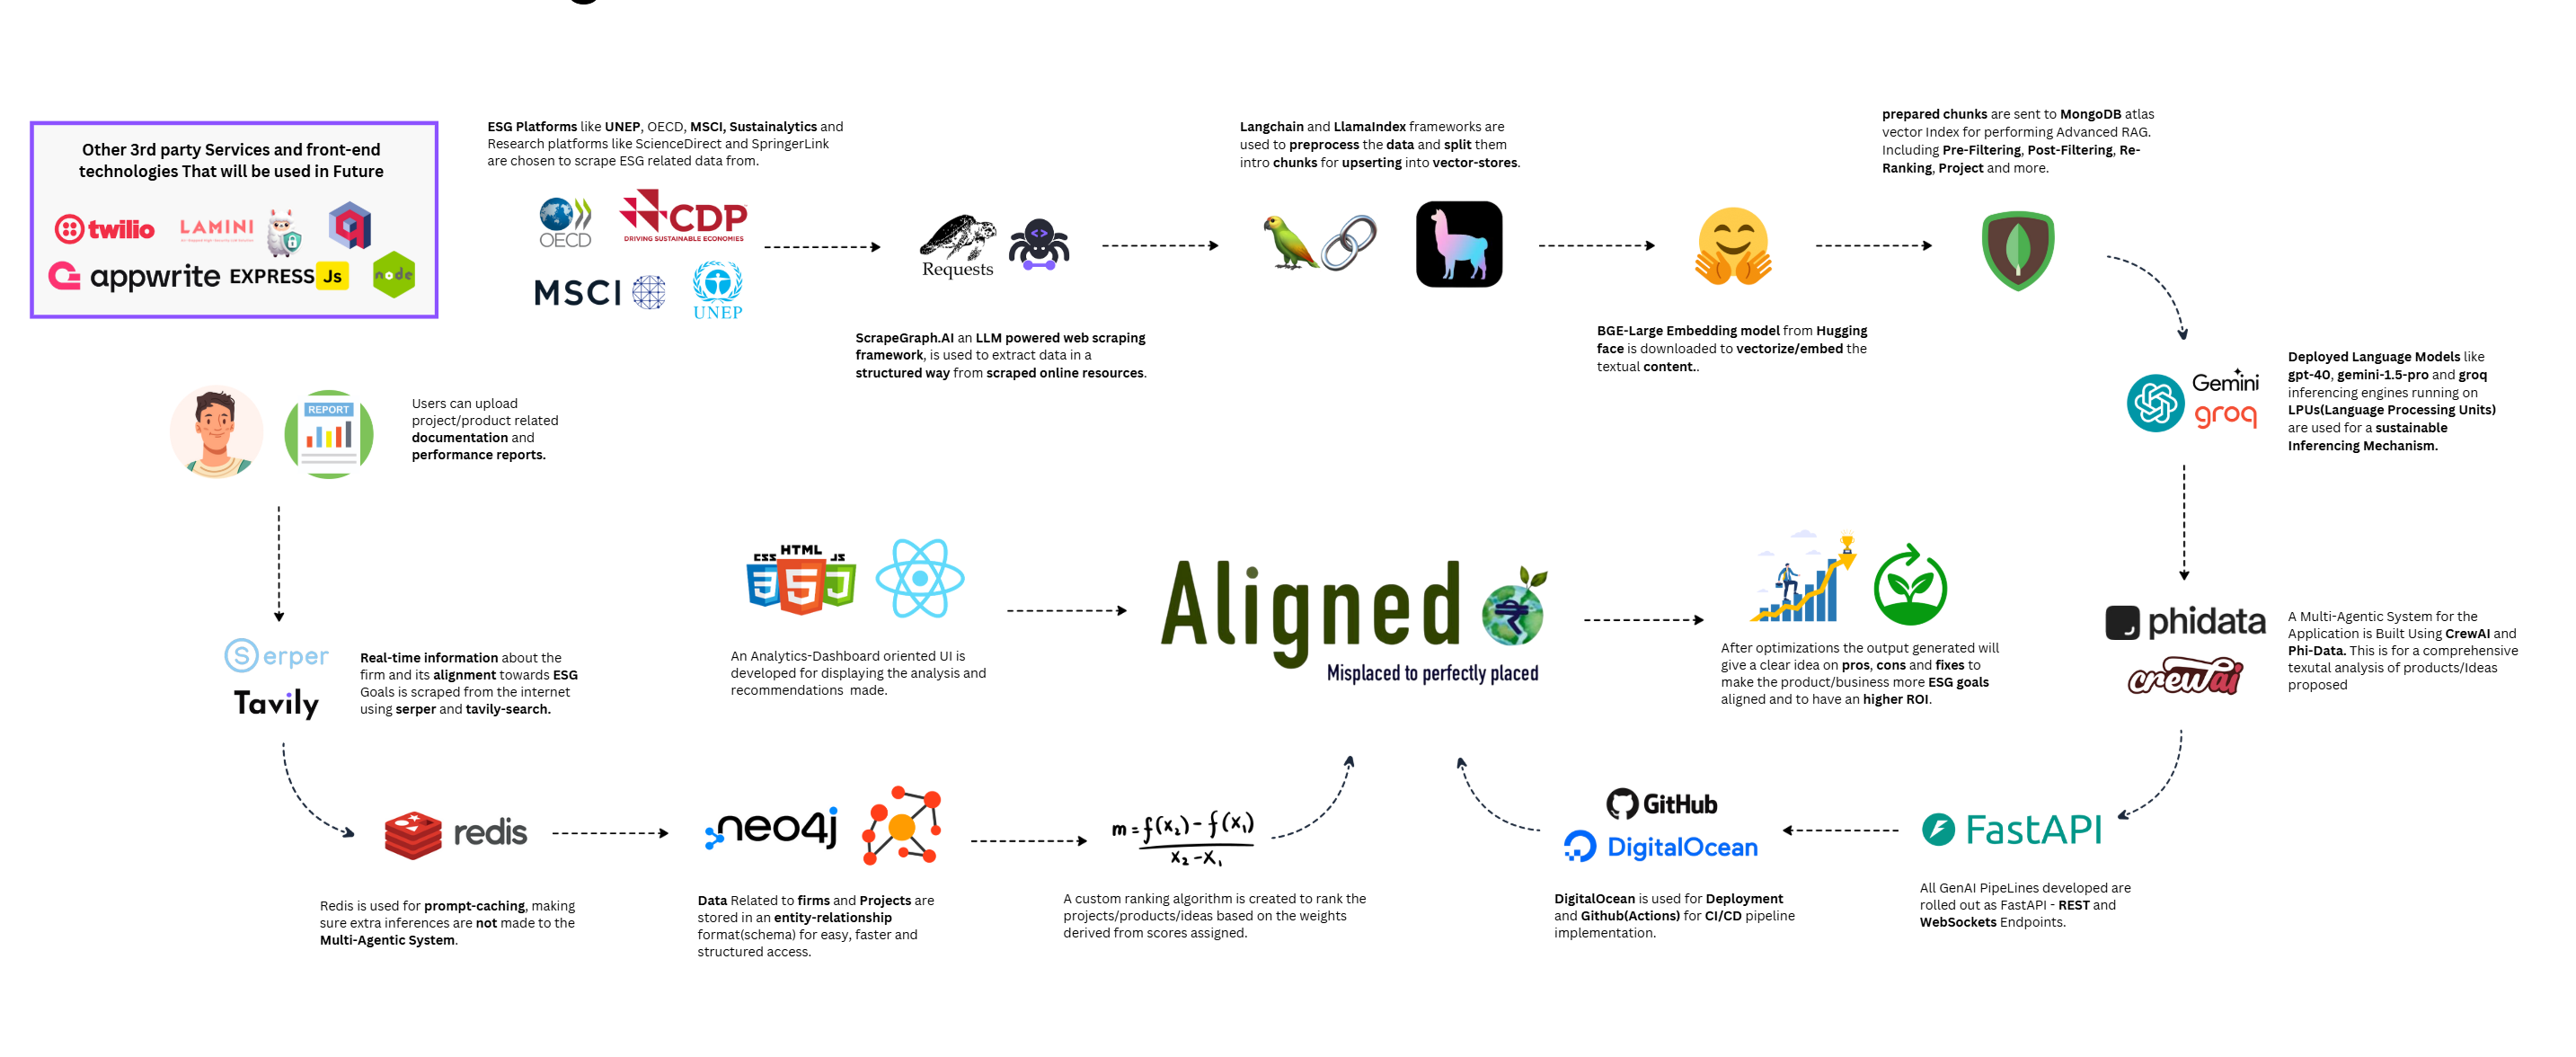 Other 3rd party Services and front-end
technologies That will be used in Future
twilio
LAMINI
appwrite
EXPRESS Js
node
ESG Platforms like UNEP, OECD, MSCI, Sustainalytics and
Research platforms like ScienceDirect and SpringerLink
are chosen to scrape ESG related data from.
OECD
CDP
DRIVING SUSTAINABLE ECONOMIES
MSCI
UNEP
Requests
ScrapeGraph.AI an LLM powered web scraping
framework, is used to extract data in a
structured way from scraped online resources.
Langchain and LlamaIndex frameworks are
used to preprocess the data and split them
intro chunks for upserting into vector-stores.
BGE-Large Embedding model from Hugging
face is downloaded to vectorize/embed the
textual content..
prepared chunks are sent to MongoDB atlas
vector Index for performing Advanced RAG.
Including Pre-Filtering, Post-Filtering, Re-
Ranking, Project and more.
Gemini
groq
Deployed Language Models like
gpt-40, gemini-1.5-pro and groq
inferencing engines running on
LPUs(Language Processing Units)
are used for a sustainable
Inferencing Mechanism.
REPORT
Users can upload
project/product related
documentation and
performance reports.
Serper
Tavily
Real-time information about the
firm and its alignment towards ESG
Goals is scraped from the internet
using serper and tavily-search.
CSS HTML JS
3 5 J
An Analytics-Dashboard oriented UI is
developed for displaying the analysis and
recommendations made.
Aligned
Misplaced to perfectly placed
After optimizations the output generated will
give a clear idea on pros, cons and fixes to
make the product/business more ESG goals
aligned and to have an higher ROI.
phidata
crewai
A Multi-Agentic System for the
Application is Built Using CrewAI and
Phi-Data. This is for a comprehensive
texutal analysis of products/Ideas
proposed
redis
Redis is used for prompt-caching, making
sure extra inferences are not made to the
Multi-Agentic System.
neo4j
Data Related to firms and Projects are
stored in an entity-relationship
format(schema) for easy, faster and
structured access.
m = f(x₂) - f(x₁)
x₂ - x₁
A custom ranking algorithm is created to rank the
projects/products/ideas based on the weights
derived from scores assigned.
GitHub
DigitalOcean
DigitalOcean is used for Deployment
and Github(Actions) for CI/CD pipeline
implementation.
FastAPI
All GenAI PipeLines developed are
rolled out as FastAPI - REST and
WebSockets Endpoints.